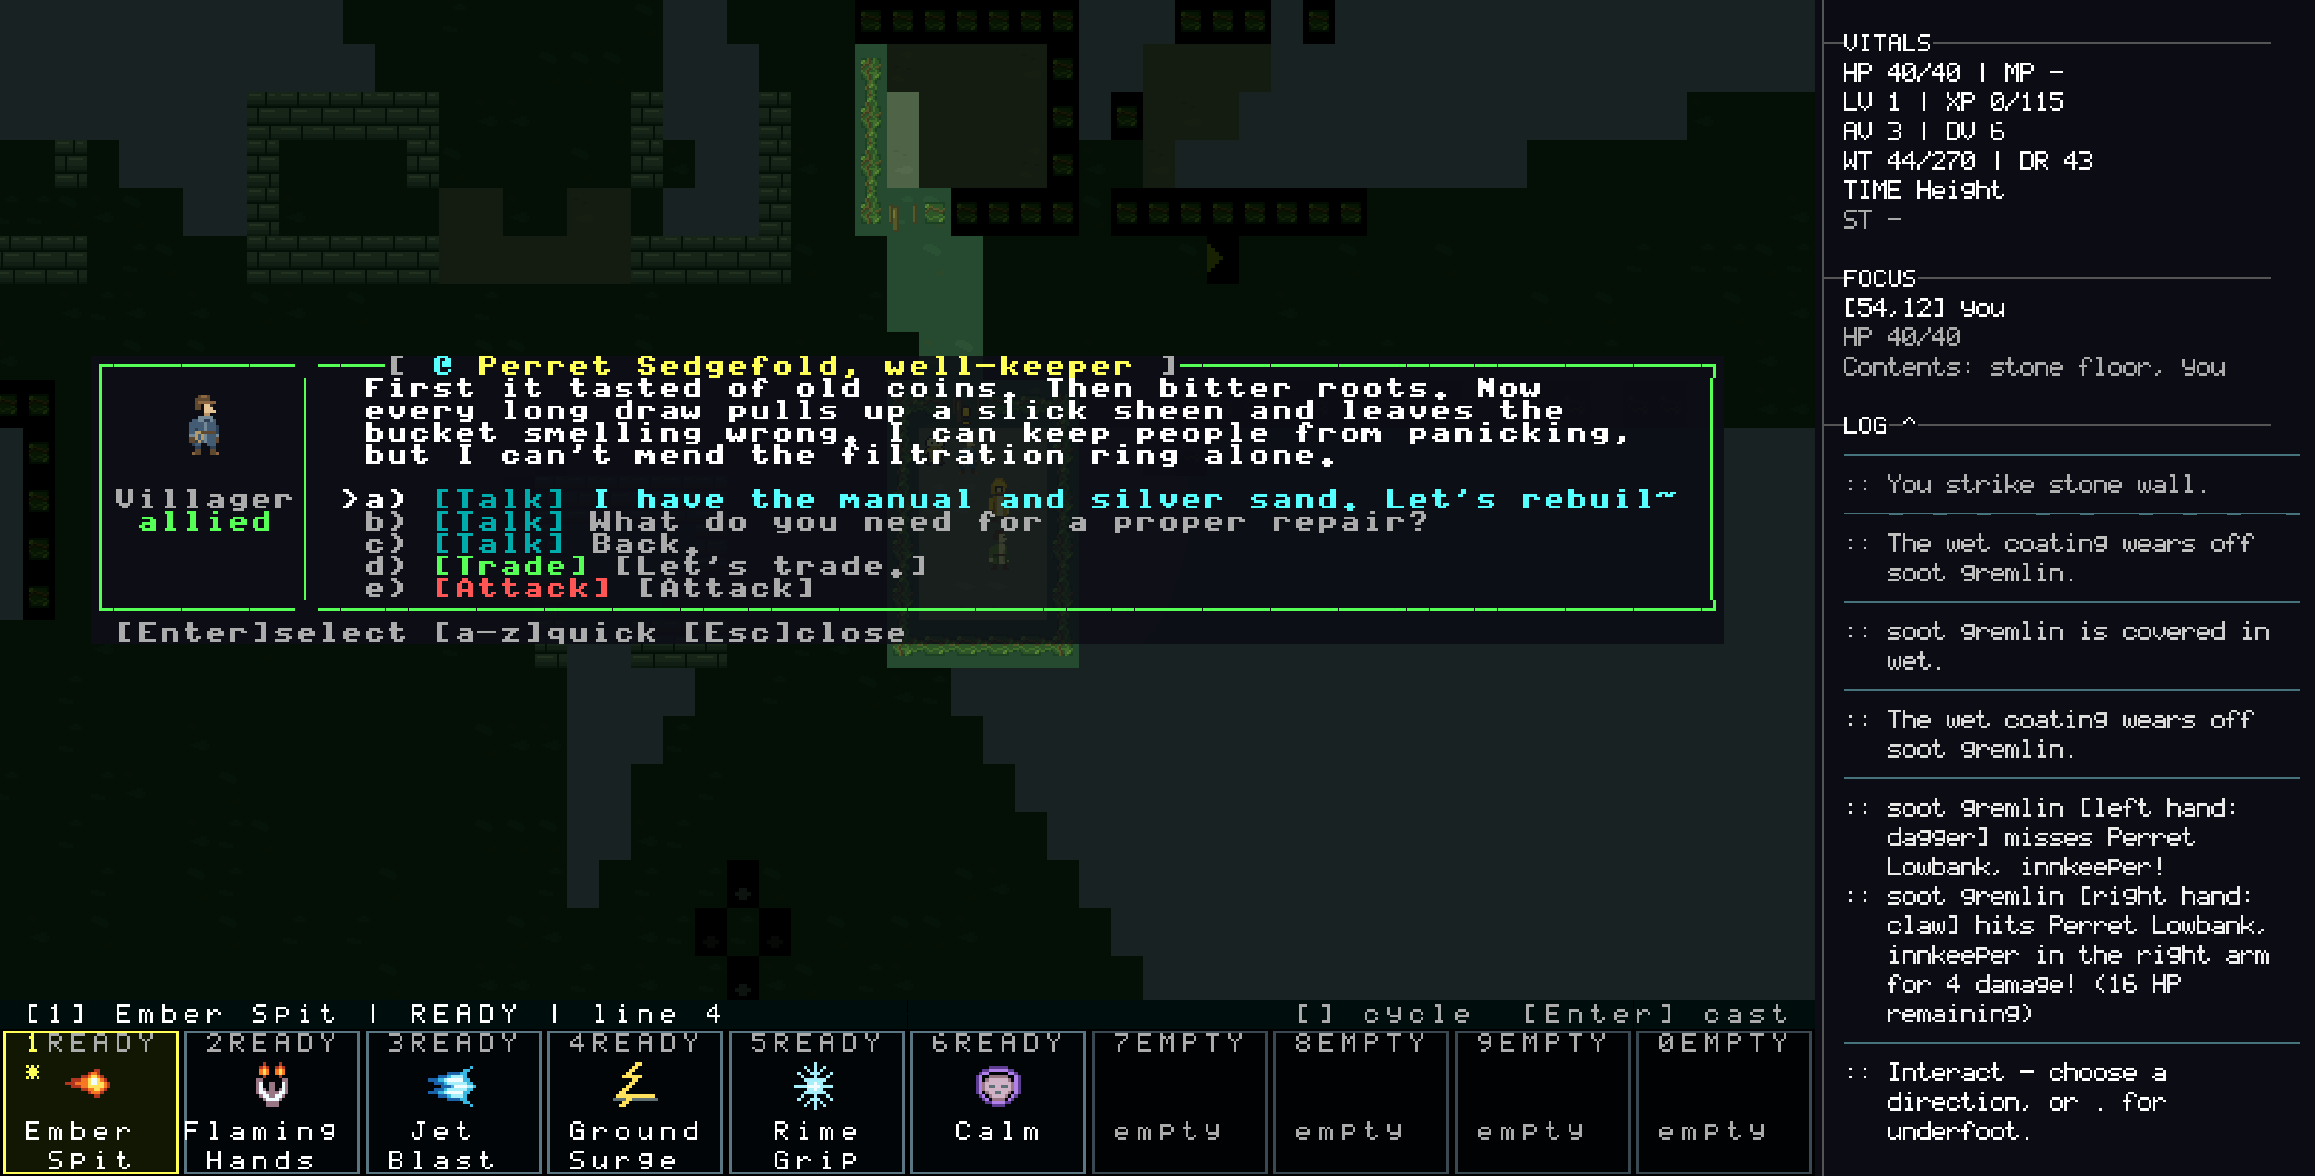 [ @ Perret Sedgefold, well-keeper ]
First it tasted of old coins. Then bitter roots. Now
every long draw pulls up a slick sheen and leaves the
bucket smelling wrong. I can keep people from panicking,
but I can't mend the filtration ring alone.
Villager
allied
>a) [Talk] I have the manual and silver sand. Let's rebuil~
b) [Talk] What do you need for a proper repair?
c) [Talk] Back.
d) [Trade] [Let's trade.]
e) [Attack] [Attack]
[Enter]select [a-z]quick [Esc]close
[1] Ember Spit | READY | line 4
[] cycle [Enter] cast
1READY
* Ember Spit
2READY
Flaming Hands
3READY
Jet Blast
4READY
Ground Surge
5READY
Rime Grip
6READY
Calm
7EMPTY
empty
8EMPTY
empty
9EMPTY
empty
0EMPTY
empty
VITALS
HP 40/40 | MP -
LV 1 | XP 0/115
AV 3 | DV 6
WT 44/270 | DR 43
TIME Height
ST -
FOCUS
[54,12] You
HP 40/40
Contents: stone floor, you
LOG ^
:: You strike stone wall.
:: The wet coating wears off
soot gremlin.
:: soot gremlin is covered in
wet.
:: The wet coating wears off
soot gremlin.
:: soot gremlin [left hand:
dagger] misses Perret
Lowbank, innkeeper!
:: soot gremlin [right hand:
claw] hits Perret Lowbank,
innkeeper in the right arm
for 4 damage! (16 HP
remaining)
:: Interact - choose a
direction, or . for
underfoot.